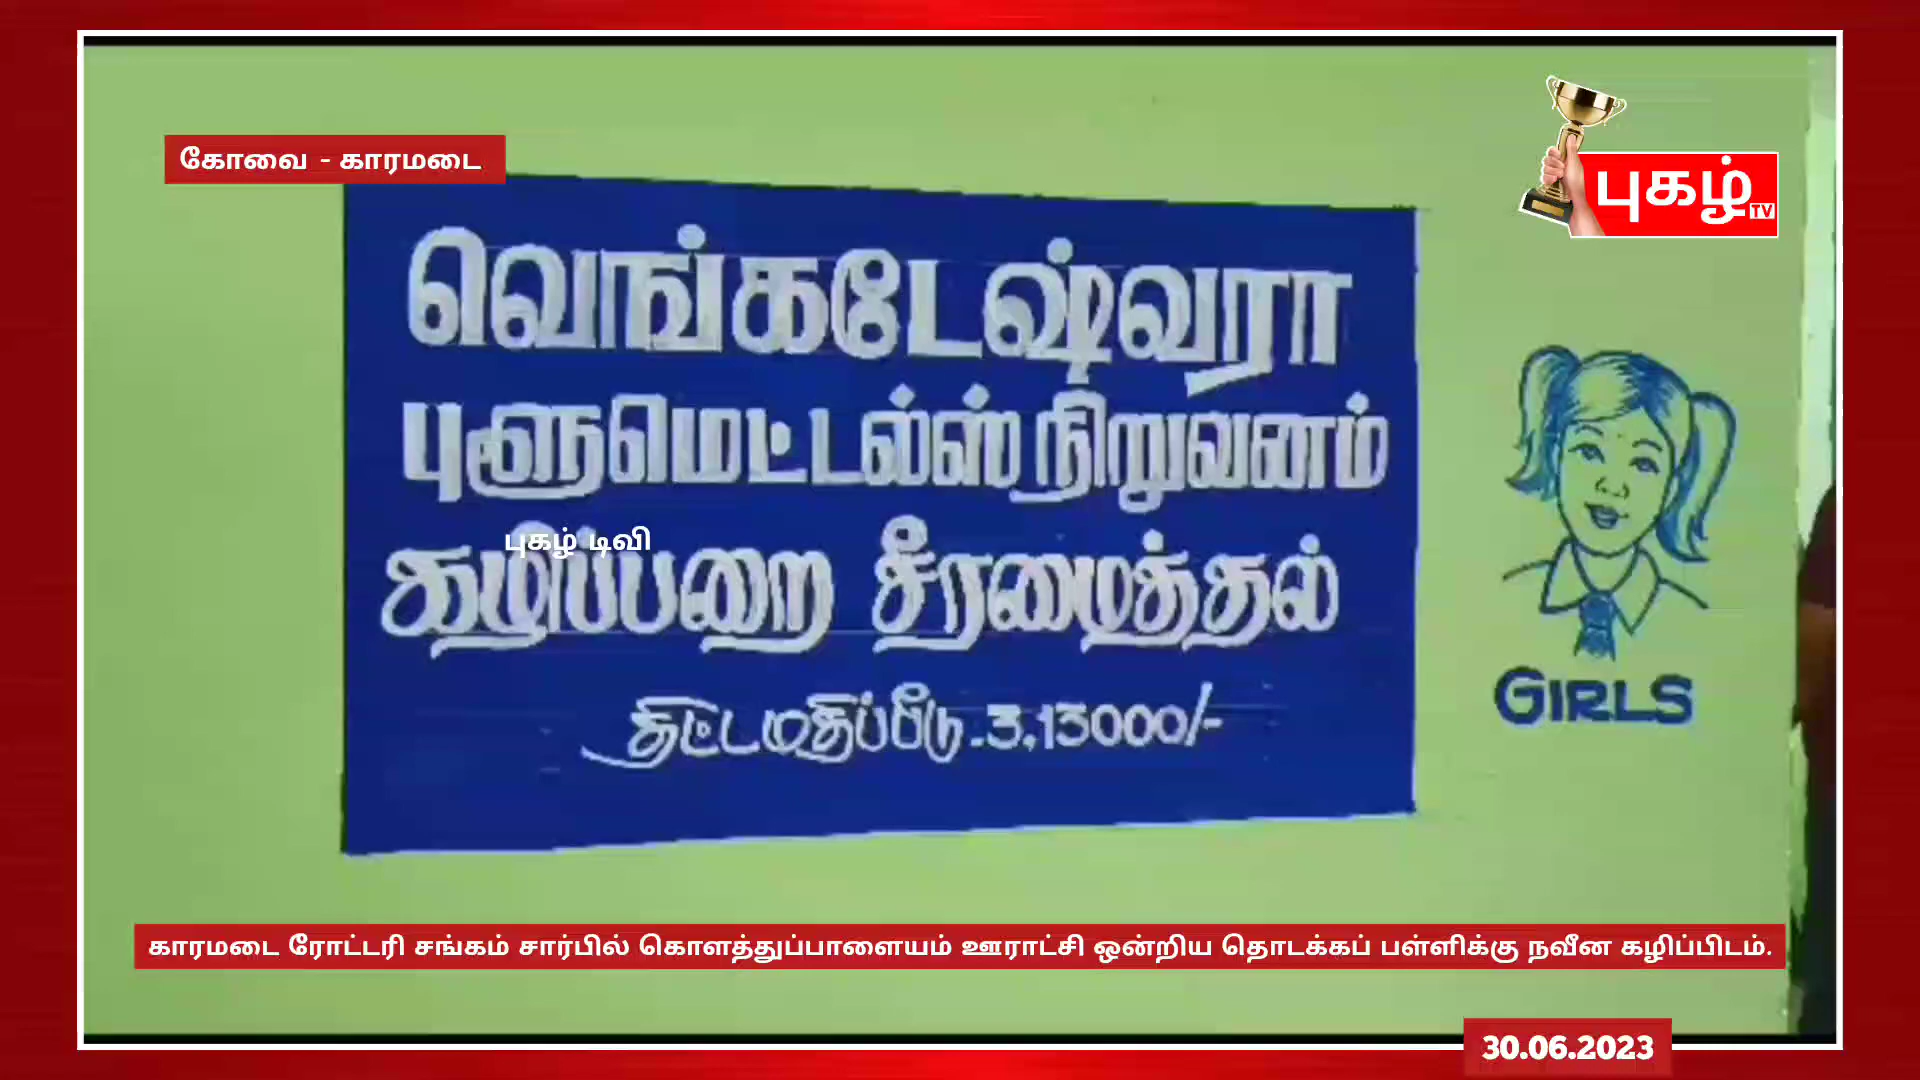 கோவை - காரமடை
புகழ்
TV
வெங்கடேஷ்வரா
புளூமெட்டல்ஸ் நிறுவனம்
புகழ் டிவி
கழிப்பறை சீரமைத்தல்
திட்டமதிப்பீடு .3,13000/-
GIRLS
காரமடை ரோட்டரி சங்கம் சார்பில் கெளத்துப்பாளையம் ஊராட்சி ஒன்றிய தொடக்கப் பள்ளிக்கு நவீன கழிப்பிடம்.
30.06.2023